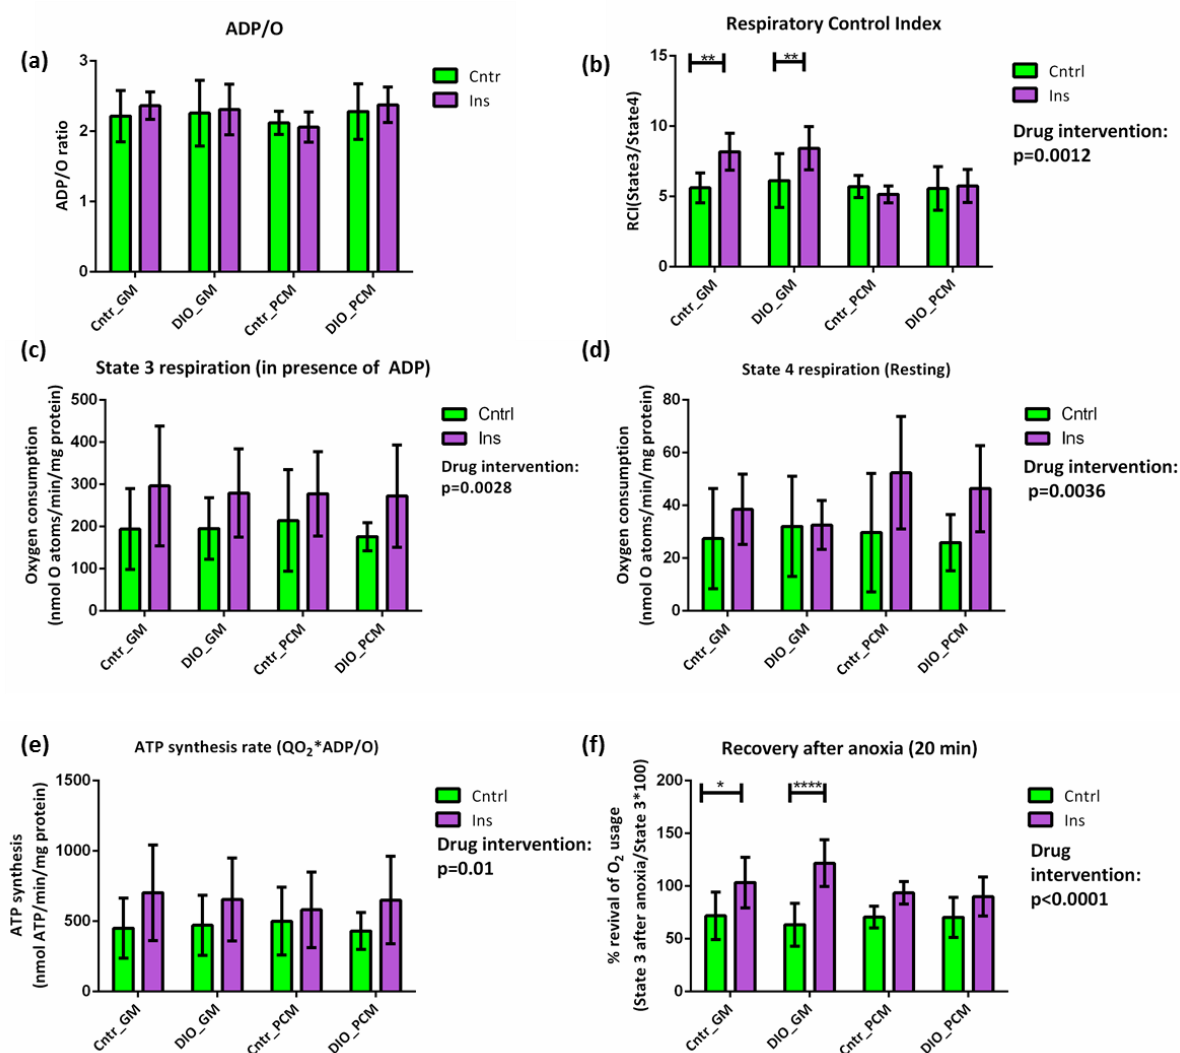 (a)
ADP/O
ADP/O ratio
3
2
1
0
Cntr_GM
DIO_GM
Cntr_PCM
DIO_PCM
Cntr
Ins
(b)
Respiratory Control Index
RCI(State3/State4)
15
10
5
0
**
**
Cntr_GM
DIO_GM
Cntr_PCM
DIO_PCM
Cntrl
Ins
Drug intervention:
p=0.0012
(c)
State 3 respiration (in presence of ADP)
Oxygen consumption
(nmol O atoms/min/mg protein)
500
400
300
200
100
0
Cntr_GM
DIO_GM
Cntr_PCM
DIO_PCM
Cntrl
Ins
Drug intervention:
p=0.0028
(d)
State 4 respiration (Resting)
Oxygen consumption
(nmol O atoms/min/mg protein)
80
60
40
20
0
Cntr_GM
DIO_GM
Cntr_PCM
DIO_PCM
Cntrl
Ins
Drug intervention:
p=0.0036
(e)
ATP synthesis rate (QO₂*ADP/O)
ATP synthesis
(nmol ATP/min/mg protein)
1500
1000
500
0
Cntr_GM
DIO_GM
Cntr_PCM
DIO_PCM
Cntrl
Ins
Drug intervention:
p=0.01
(f)
Recovery after anoxia (20 min)
% revival of O₂ usage
(State 3 after anoxia/State 3*100)
200
150
100
50
0
*
****
Cntr_GM
DIO_GM
Cntr_PCM
DIO_PCM
Cntrl
Ins
Drug
intervention:
p<0.0001